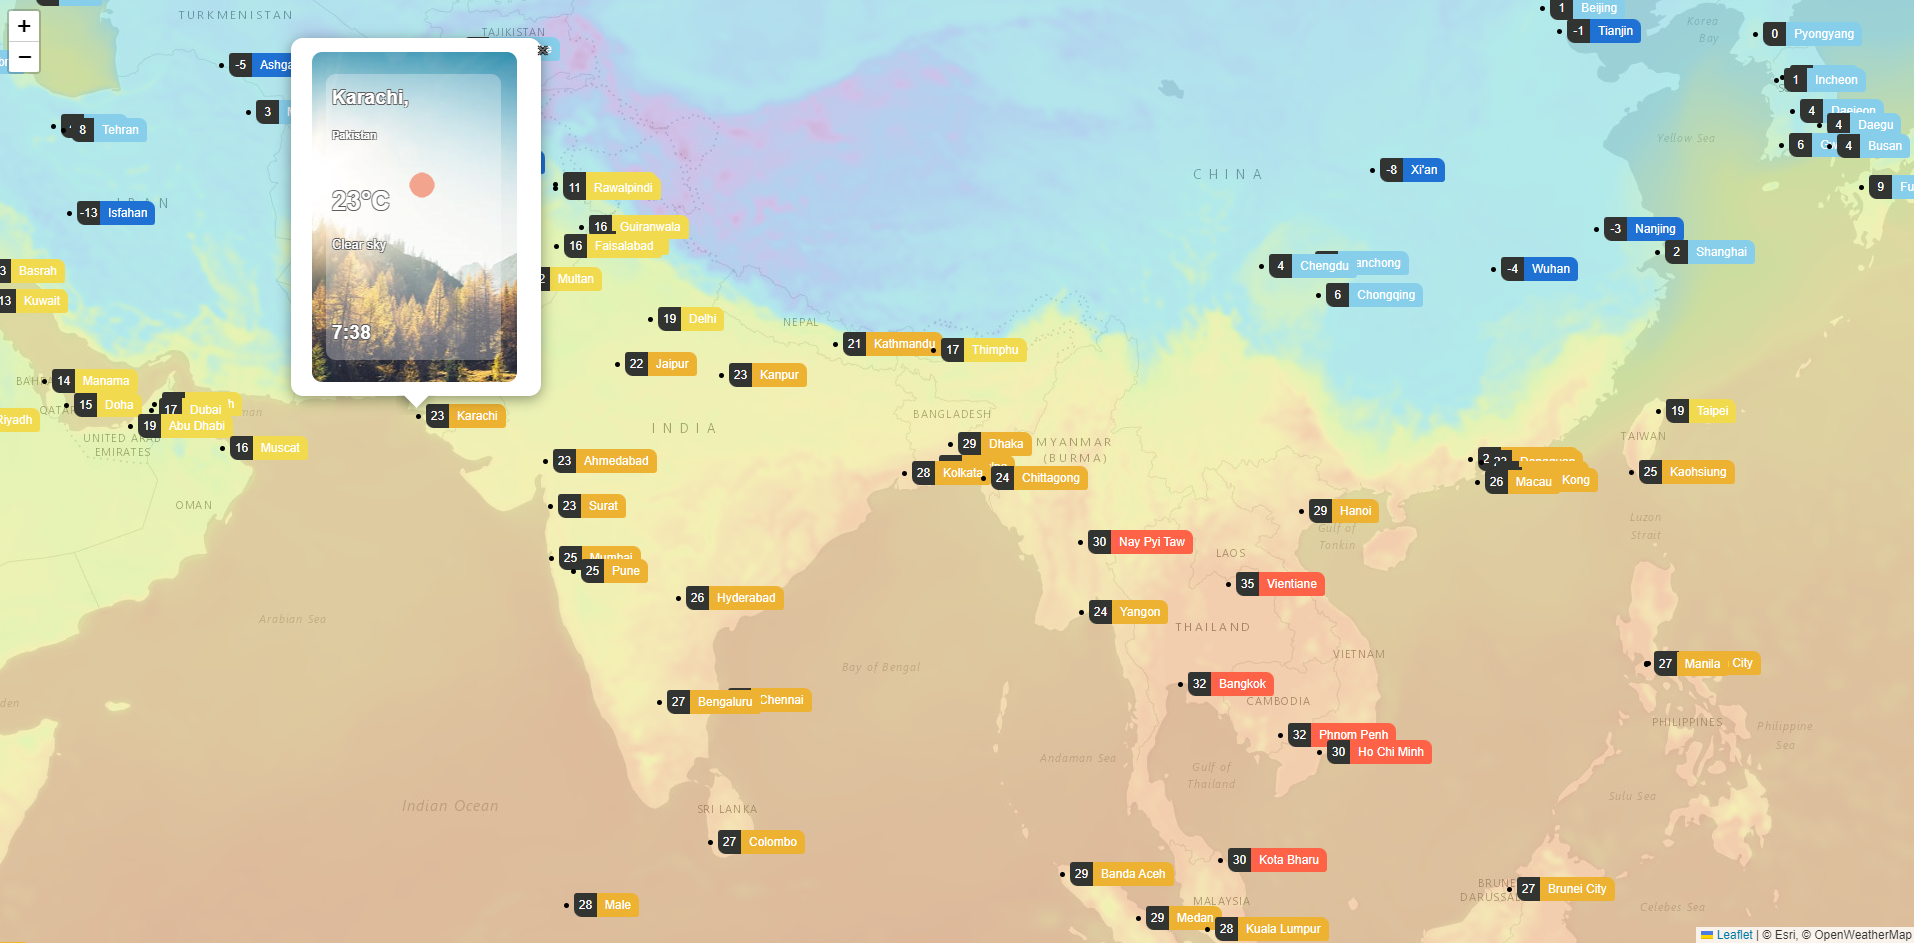 TURKMENISTAN
TAJIKISTAN
Korea
Bay
1 Beijing
-1 Tianjin
0 Pyongyang
+
−
-5 Ashga
3
1 Incheon
4 Daejeon
4 Daegu
6
4 Busan
Yellow Sea
8 Tehran
Karachi,
Pakistan
23°C
Clear sky
7:38
CHINA
-8 Xi'an
11 Rawalpindi
9 Fu
IRAN
-13 Isfahan
16 Gujranwala
16 Faisalabad
-3 Nanjing
2 Shanghai
3 Basrah
13 Kuwait
2 Multan
4 Chengdu
anchong
-4 Wuhan
6 Chongqing
19 Delhi
NEPAL
21 Kathmandu
17 Thimphu
22 Jaipur
23 Kanpur
14 Manama
QATAR
15 Doha
17 Dubai
h
man
19 Abu Dhabi
Riyadh
UNITED ARAB
EMIRATES
16 Muscat
OMAN
23 Karachi
INDIA
BANGLADESH
29 Dhaka
MYANMAR
(BURMA)
28 Kolkata
24 Chittagong
23 Ahmedabad
23 Surat
19 Taipei
TAIWAN
25 Kaohsiung
Dongguan
26 Macau
Kong
29 Hanoi
Gulf of
Tonkin
Luzon
Strait
30 Nay Pyi Taw
LAOS
35 Vientiane
25 Mumbai
25 Pune
26 Hyderabad
24 Yangon
THAILAND
VIETNAM
Arabian Sea
Bay of Bengal
27 Manila
City
32 Bangkok
CAMBODIA
27 Bengaluru
Chennai
den
PHILIPPINES
Philippine
Sea
32 Phnom Penh
30 Ho Chi Minh
Andaman Sea
Gulf of
Thailand
Sulu Sea
Indian Ocean
SRI LANKA
27 Colombo
30 Kota Bharu
29 Banda Aceh
BRUNEI
DARUSSA
27 Brunei City
28 Male
MALAYSIA
29 Medan
28 Kuala Lumpur
Celebes Sea
Leaflet | © Esri, © OpenWeatherMap